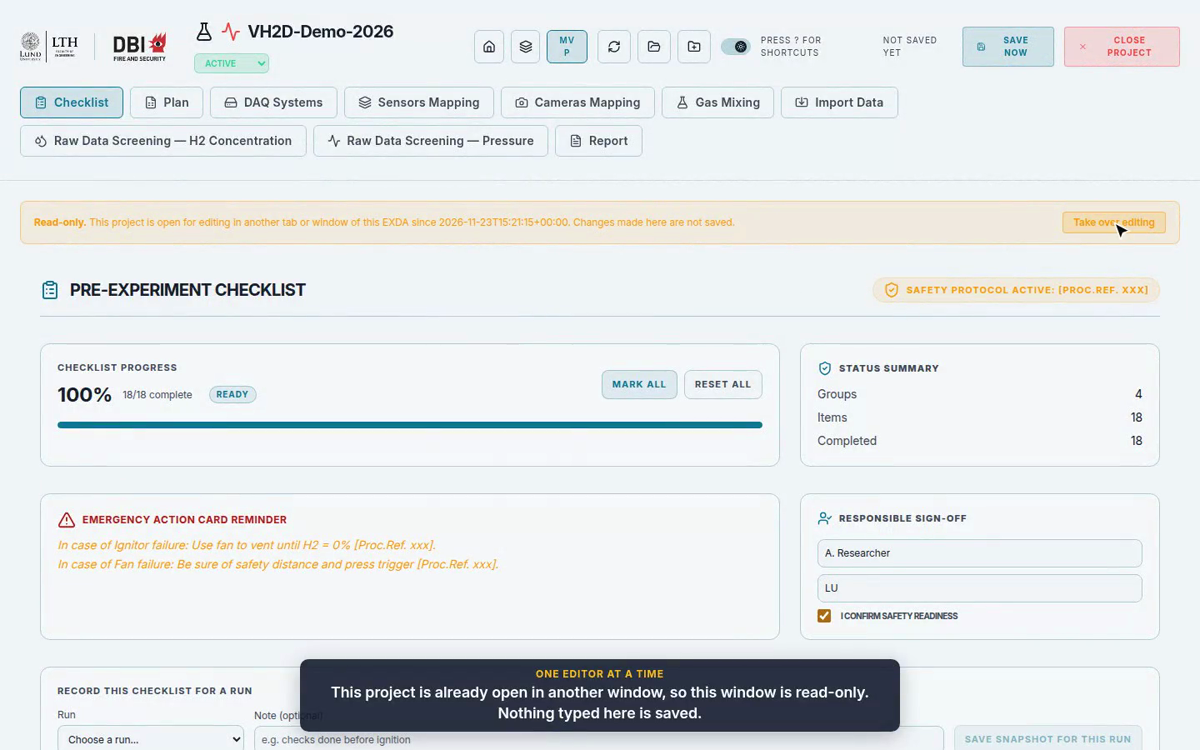 LUND
LTH
DBI
FIRE AND SECURITY
VH2D-Demo-2026
ACTIVE
MV
P
PRESS ? FOR
SHORTCUTS
NOT SAVED
YET
SAVE
NOW
CLOSE
PROJECT
Checklist
Plan
DAQ Systems
Sensors Mapping
Cameras Mapping
Gas Mixing
Import Data
Raw Data Screening — H2 Concentration
Raw Data Screening — Pressure
Report
Read-only. This project is open for editing in another tab or window of this EXDA since 2026-11-23T15:21:15+00:00. Changes made here are not saved.
Take over editing
PRE-EXPERIMENT CHECKLIST
SAFETY PROTOCOL ACTIVE: [PROC.REF. XXX]
CHECKLIST PROGRESS
100% 18/18 complete READY
MARK ALL
RESET ALL
STATUS SUMMARY
Groups 4
Items 18
Completed 18
EMERGENCY ACTION CARD REMINDER
In case of Ignitor failure: Use fan to vent until H2 = 0% [Proc.Ref. xxx].
In case of Fan failure: Be sure of safety distance and press trigger [Proc.Ref. xxx].
RESPONSIBLE SIGN-OFF
A. Researcher
LU
I CONFIRM SAFETY READINESS
RECORD THIS CHECKLIST FOR A RUN
Run
Note (optional)
Choose a run...
e.g. checks done before ignition
SAVE SNAPSHOT FOR THIS RUN
ONE EDITOR AT A TIME
This project is already open in another window, so this window is read-only.
Nothing typed here is saved.